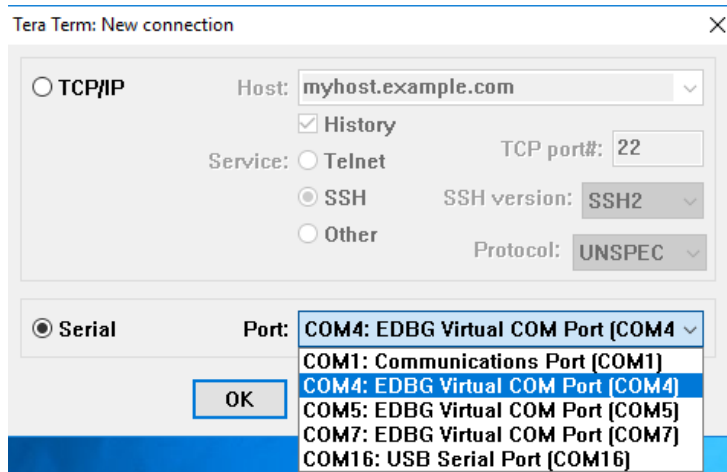 Tera Term: New connection
TCP/IP Host: myhost.example.com
History
Service: Telnet TCP port#: 22
SSH SSH version: SSH2
Other Protocol: UNSPEC
Serial Port: COM4: EDBG Virtual COM Port (COM4
COM1: Communications Port (COM1)
OK COM4: EDBG Virtual COM Port (COM4)
COM5: EDBG Virtual COM Port (COM5)
COM7: EDBG Virtual COM Port (COM7)
COM16: USB Serial Port (COM16)